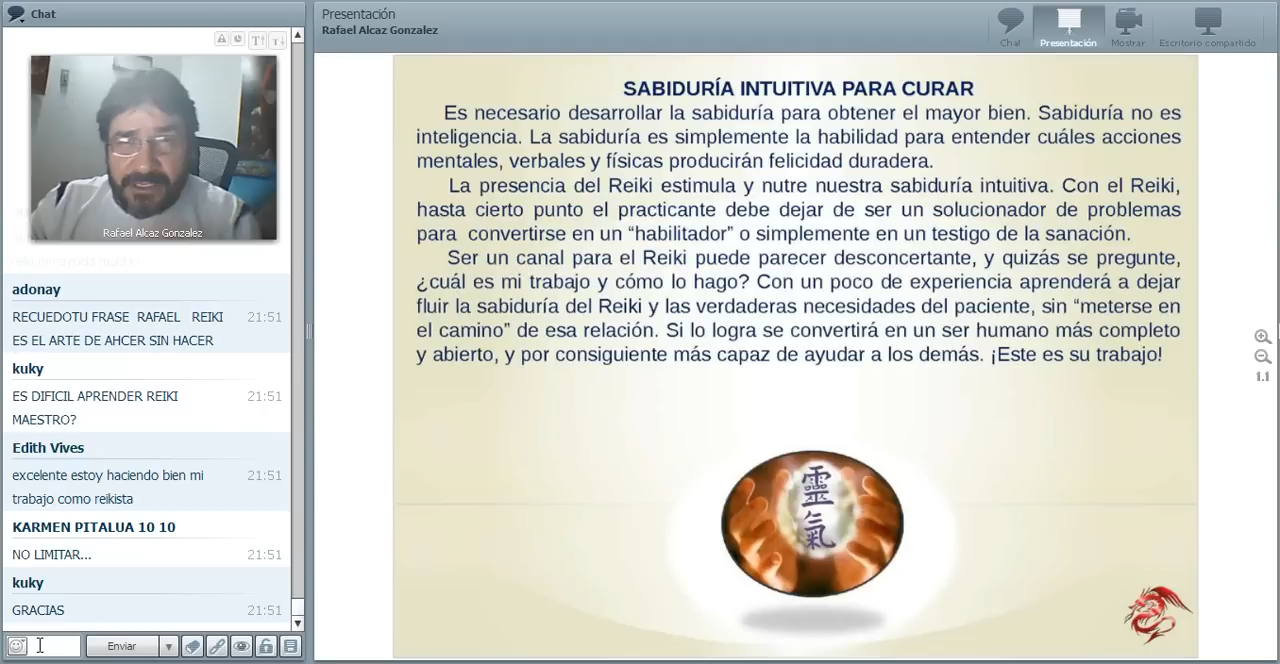 Chat
Rafael Alcaz Gonzalez
adonay
RECUEDOTU FRASE RAFAEL REIKI 21:51
ES EL ARTE DE AHCER SIN HACER
kuky
ES DIFICIL APRENDER REIKI 21:51
MAESTRO?
Edith Vives
excelente estoy haciendo bien mi 21:51
trabajo como reikista
KARMEN PITALUA 10 10
NO LIMITAR... 21:51
kuky
GRACIAS 21:51
Enviar
Presentación
Rafael Alcaz Gonzalez
Chat
Presentación
Mostrar
Escritorio compartido
SABIDURÍA INTUITIVA PARA CURAR
Es necesario desarrollar la sabiduría para obtener el mayor bien. Sabiduría no es
inteligencia. La sabiduría es simplemente la habilidad para entender cuáles acciones
mentales, verbales y físicas producirán felicidad duradera.
La presencia del Reiki estimula y nutre nuestra sabiduría intuitiva. Con el Reiki,
hasta cierto punto el practicante debe dejar de ser un solucionador de problemas
para convertirse en un “habilitador” o simplemente en un testigo de la sanación.
Ser un canal para el Reiki puede parecer desconcertante, y quizás se pregunte,
¿cuál es mi trabajo y cómo lo hago? Con un poco de experiencia aprenderá a dejar
fluir la sabiduría del Reiki y las verdaderas necesidades del paciente, sin “meterse en
el camino” de esa relación. Si lo logra se convertirá en un ser humano más completo
y abierto, y por consiguiente más capaz de ayudar a los demás. ¡Este es su trabajo!
靈
氣
1.1